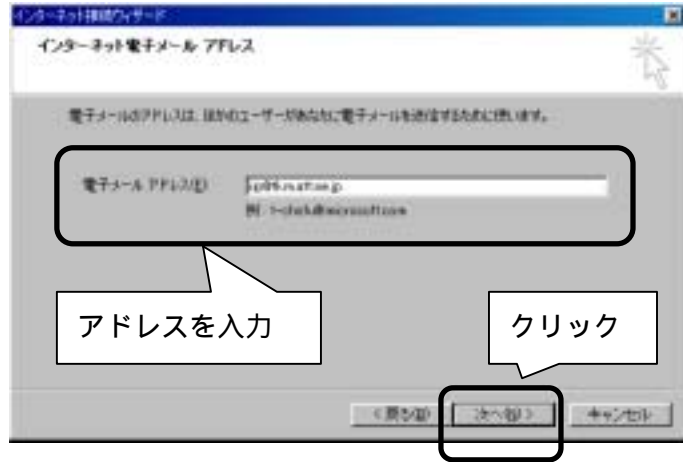 インターネット接続ウィザード
インターネット電子メール アドレス
電子メールのアドレスは、ほかのユーザーがあなたに電子メールを送信するために使います。
電子メール アドレス(E)
例: t-chiku@microsoft.com
アドレスを入力
クリック
< 戻る(B)
次へ(N) >
キャンセル